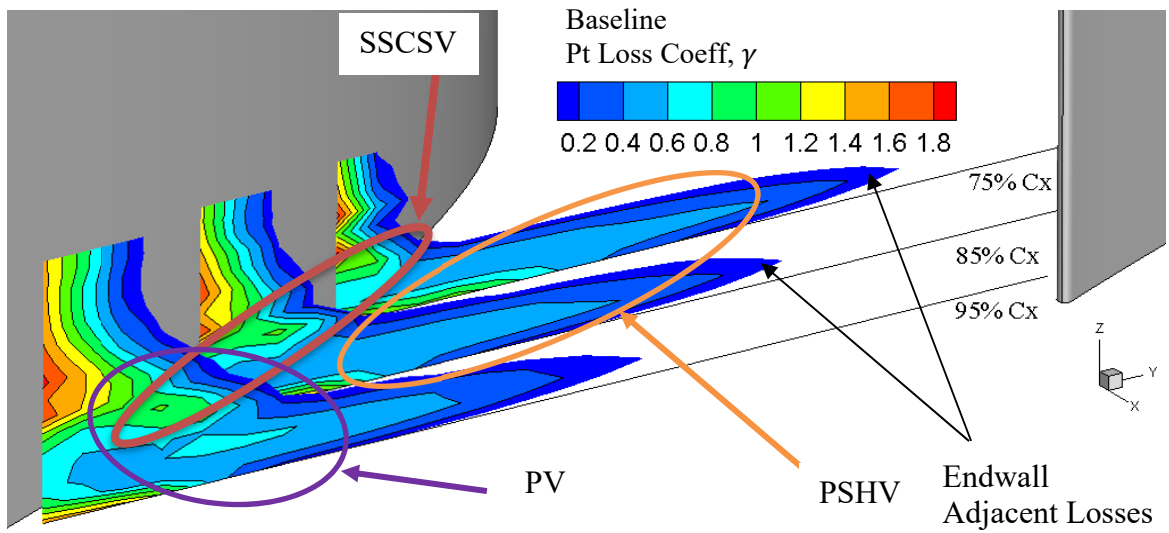 SSCSV
Baseline
Pt Loss Coeff, γ
0.2 0.4 0.6 0.8 1 1.2 1.4 1.6 1.8
75% Cx
85% Cx
95% Cx
Z
Y
X
PV
PSHV
Endwall
Adjacent Losses